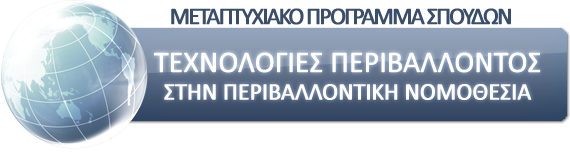 ΜΕΤΑΠΤΥΧΙΑΚΟ ΠΡΟΓΡΑΜΜΑ ΣΠΟΥΔΩΝ
ΤΕΧΝΟΛΟΓΙΕΣ ΠΕΡΙΒΑΛΛΟΝΤΟΣ
ΣΤΗΝ ΠΕΡΙΒΑΛΛΟΝΤΙΚΗ ΝΟΜΟΘΕΣΙΑ